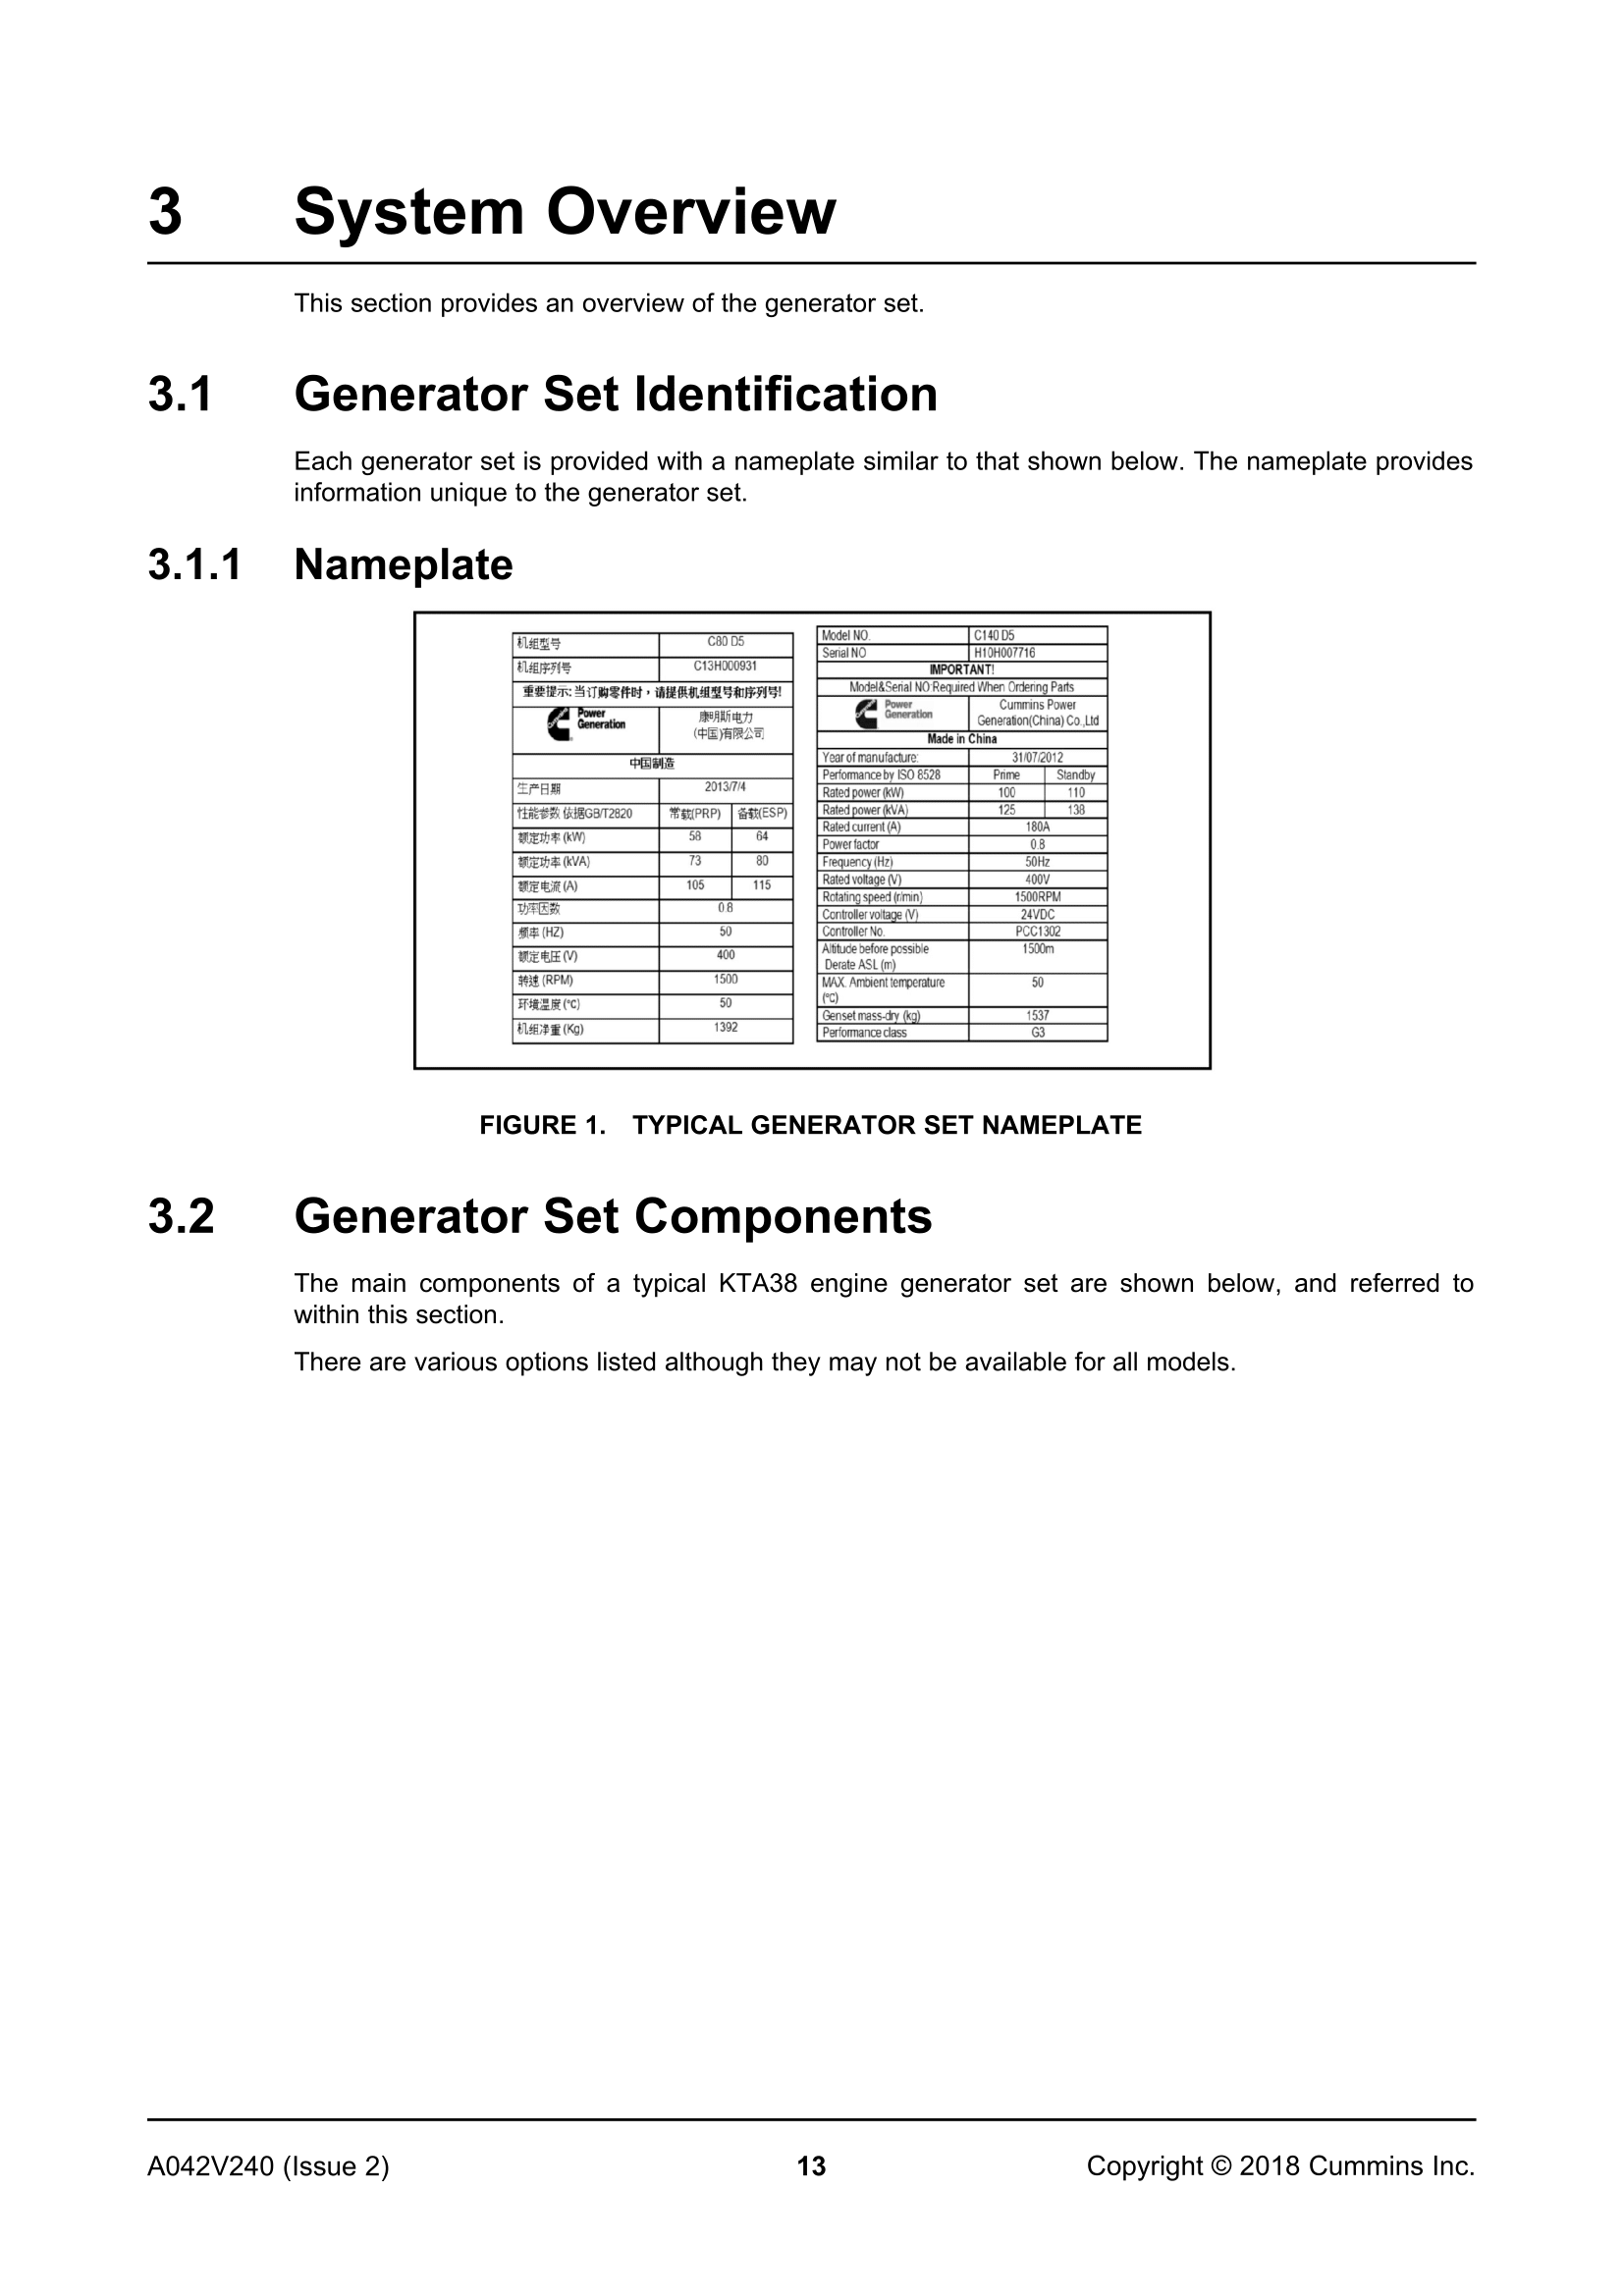 3 System Overview
This section provides an overview of the generator set.
3.1 Generator Set Identification
Each generator set is provided with a nameplate similar to that shown below. The nameplate provides
information unique to the generator set.
3.1.1 Nameplate
机组型号 C80 D5
机组序列号 C13H000931
重要提示:当订购零件时，请提供机组型号和序列号!
Power
Generation
康明斯电力
(中国)有限公司
中国制造
生产日期 2013/7/4
性能参数 依据GB/T2820 常载(PRP) 备载(ESP)
额定功率 (kW) 58 64
额定功率 (kVA) 73 80
额定电流 (A) 105 115
功率因数 0.8
频率 (HZ) 50
额定电压 (V) 400
转速 (RPM) 1500
环境温度 (°C) 50
机组净重 (Kg) 1392
Model NO. C140 D5
Serial NO H10H007716
IMPORTANT!
Model&Serial NO Required When Ordering Parts
Power
Generation
Cummins Power
Generation(China) Co.,Ltd
Made in China
Year of manufacture: 31/07/2012
Performance by ISO 8528 Prime Standby
Rated power (kW) 100 110
Rated power (kVA) 125 138
Rated current (A) 180A
Power factor 0.8
Frequency (Hz) 50Hz
Rated voltage (V) 400V
Rotating speed (r/min) 1500RPM
Controller voltage (V) 24VDC
Controller No. PCC1302
Altitude before possible 1500m
Derate ASL (m)
MAX. Ambient temperature 50
(°C)
Genset mass-dry (kg) 1537
Performance class G3
FIGURE 1. TYPICAL GENERATOR SET NAMEPLATE
3.2 Generator Set Components
The main components of a typical KTA38 engine generator set are shown below, and referred to
within this section.
There are various options listed although they may not be available for all models.
A042V240 (Issue 2) 13 Copyright © 2018 Cummins Inc.